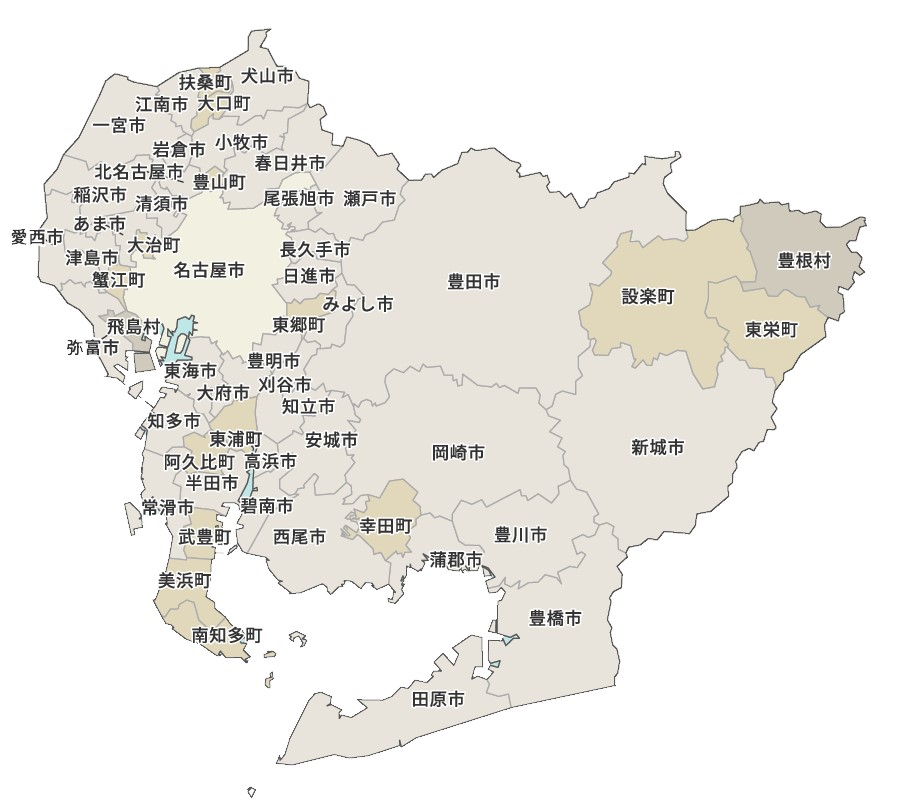 犬山市
扶桑町
江南市
大口町
一宮市
小牧市
岩倉市
春日井市
北名古屋市
豊山町
稲沢市
清須市
尾張旭市
瀬戸市
あま市
愛西市
大治町
長久手市
津島市
名古屋市
豊根村
日進市
蟹江町
豊田市
設楽町
みよし市
飛島村
東郷町
東栄町
弥富市
豊明市
東海市
刈谷市
大府市
知立市
知多市
東浦町
安城市
新城市
岡崎市
阿久比町
高浜市
半田市
常滑市
碧南市
幸田町
武豊町
西尾市
豊川市
蒲郡市
美浜町
豊橋市
南知多町
田原市